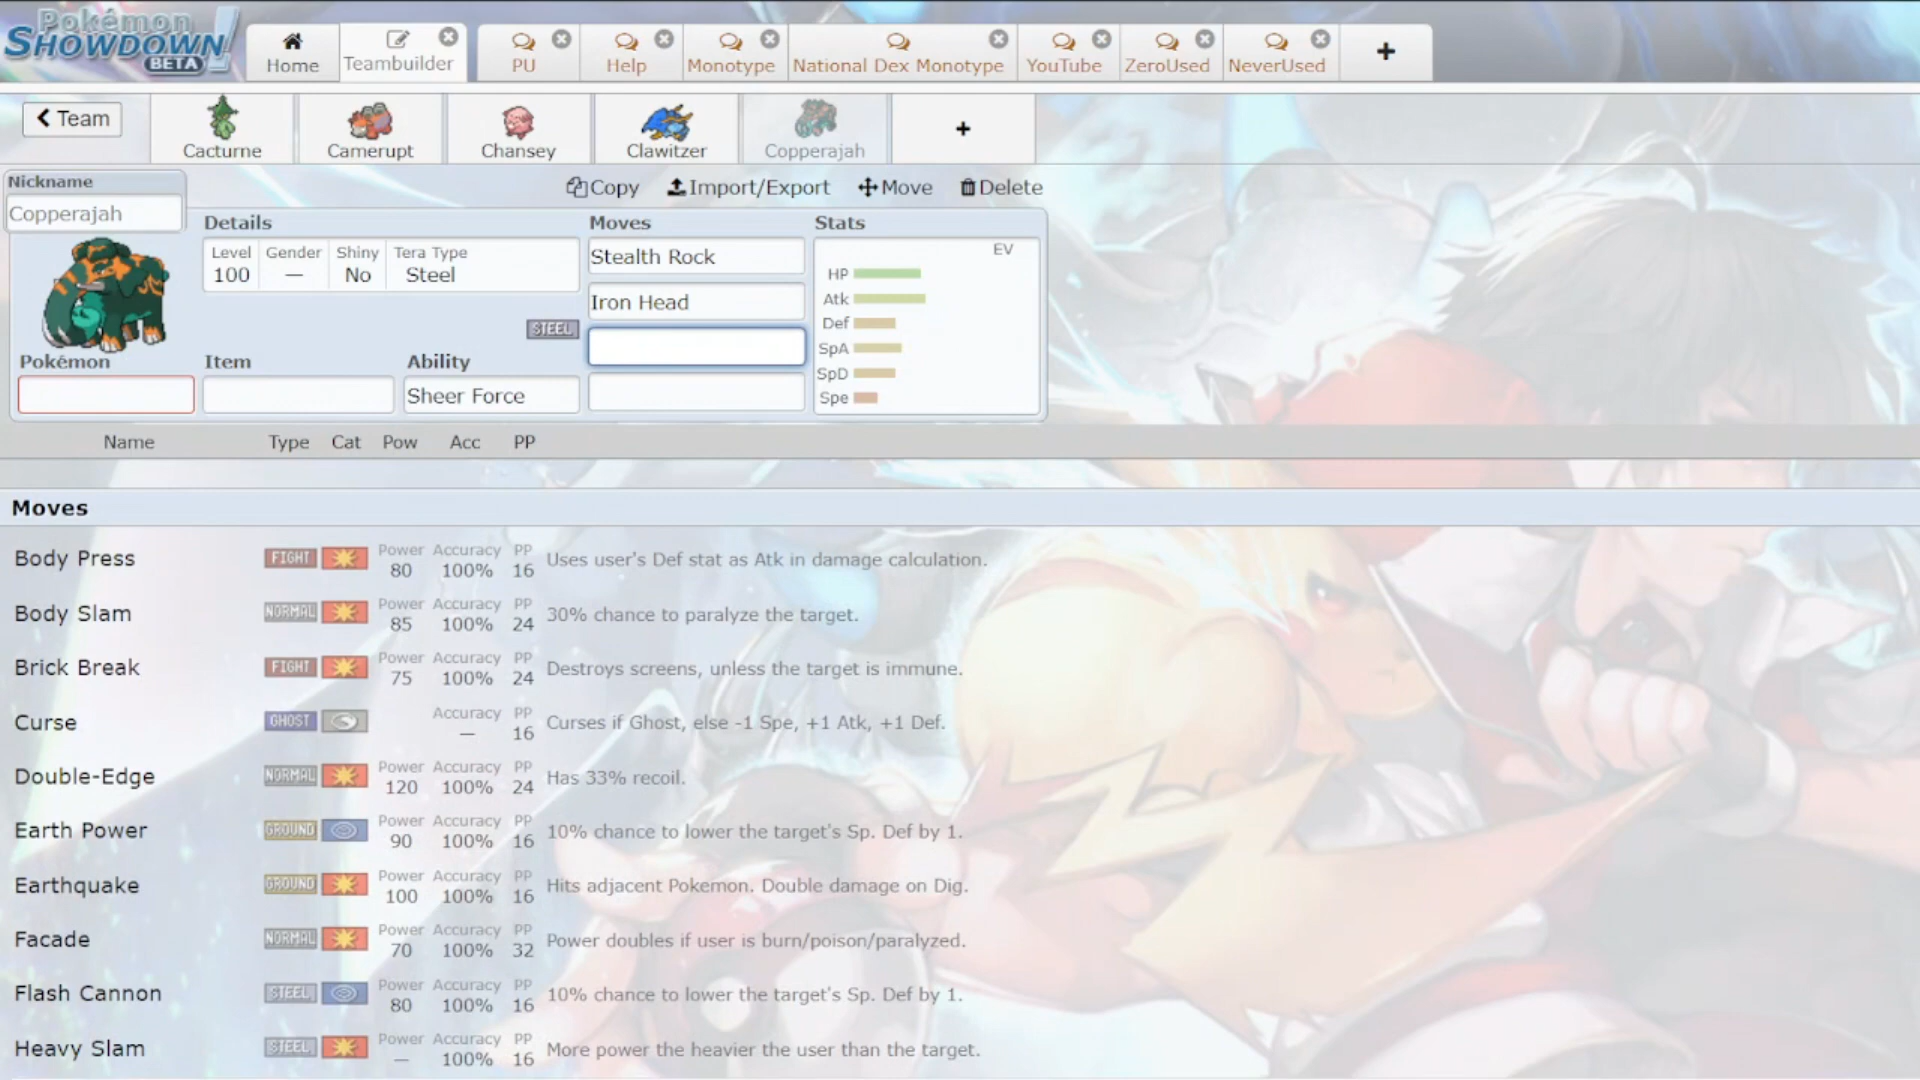 Pokémon
SHOWDOWN!
BETA
Home
Teambuilder
PU
Help
Monotype
National Dex Monotype
YouTube
ZeroUsed
NeverUsed
+
Team
Cacturne
Camerupt
Chansey
Clawitzer
Copperajah
+
Nickname
Copperajah
Copy
Import/Export
Move
Delete
Details
Level Gender Shiny Tera Type
100 — No Steel
STEEL
Pokémon
Item
Ability
Sheer Force
Moves
Stealth Rock
Iron Head
Stats
EV
HP
Atk
Def
SpA
SpD
Spe
Name Type Cat Pow Acc PP
Moves
Body Press FIGHT Power 80 Accuracy 100% PP 16 Uses user's Def stat as Atk in damage calculation.
Body Slam NORMAL Power 85 Accuracy 100% PP 24 30% chance to paralyze the target.
Brick Break FIGHT Power 75 Accuracy 100% PP 24 Destroys screens, unless the target is immune.
Curse GHOST Accuracy — PP 16 Curses if Ghost, else -1 Spe, +1 Atk, +1 Def.
Double-Edge NORMAL Power 120 Accuracy 100% PP 24 Has 33% recoil.
Earth Power GROUND Power 90 Accuracy 100% PP 16 10% chance to lower the target's Sp. Def by 1.
Earthquake GROUND Power 100 Accuracy 100% PP 16 Hits adjacent Pokemon. Double damage on Dig.
Facade NORMAL Power 70 Accuracy 100% PP 32 Power doubles if user is burn/poison/paralyzed.
Flash Cannon STEEL Power 80 Accuracy 100% PP 16 10% chance to lower the target's Sp. Def by 1.
Heavy Slam STEEL Power — Accuracy 100% PP 16 More power the heavier the user than the target.